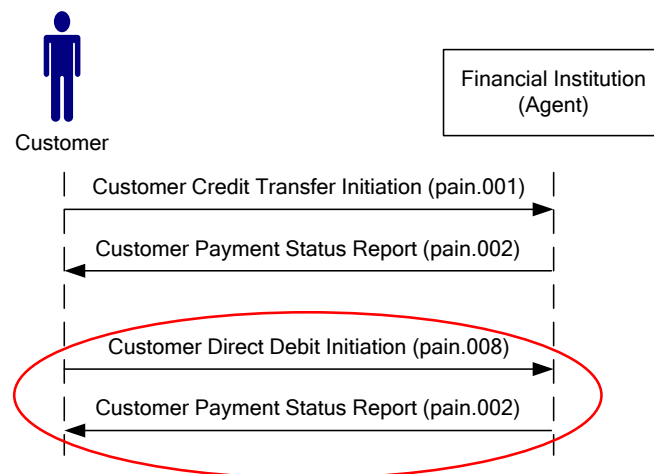 Financial Institution
(Agent)
Customer
Customer Credit Transfer Initiation (pain.001)
Customer Payment Status Report (pain.002)
Customer Direct Debit Initiation (pain.008)
Customer Payment Status Report (pain.002)